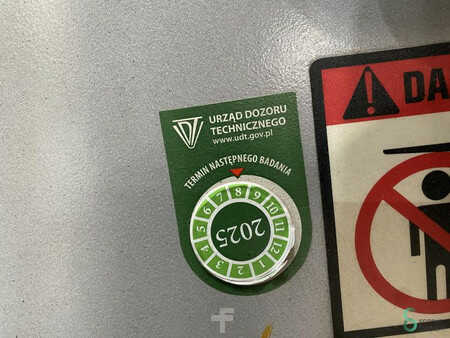 URZĄD DOZORU
TECHNICZNEGO
www.udt.gov.pl
TERMIN NASTĘPNEGO BADANIA
1 2 3 4 5 6 7 8 9 10 11 12
2025
DA